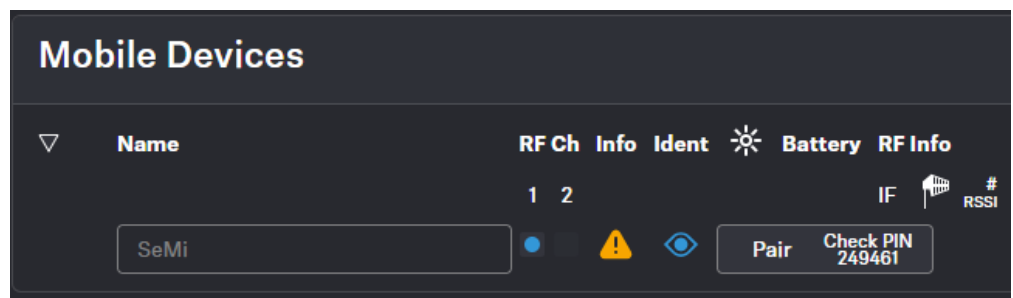 Mobile Devices
Name RF Ch Info Ident Battery RF Info
1 2 IF # RSSI
SeMi Pair Check PIN 249461